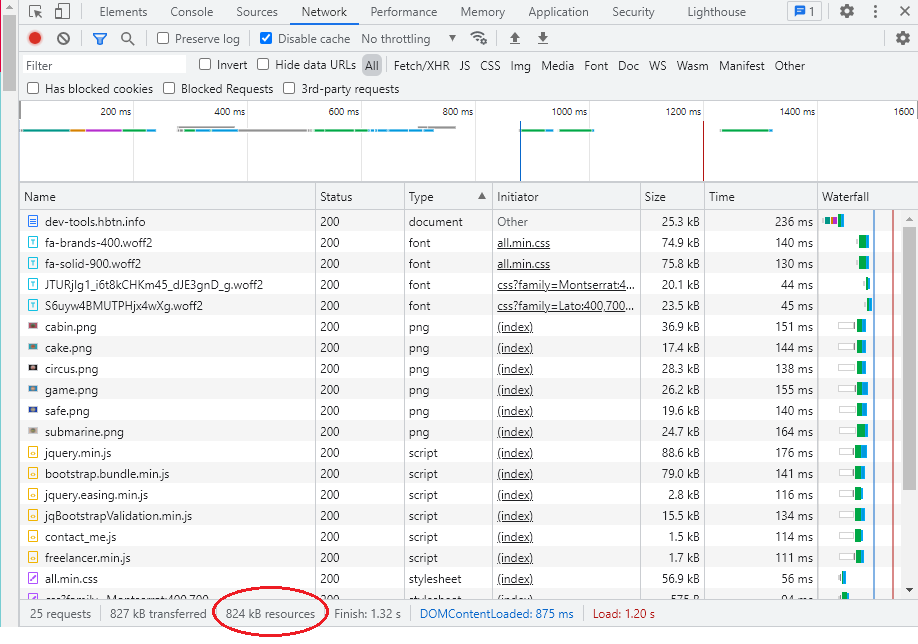 Elements Console Sources Network Performance Memory Application Security Lighthouse 1
Preserve log Disable cache No throttling
Filter Invert Hide data URLs All Fetch/XHR JS CSS Img Media Font Doc WS Wasm Manifest Other
Has blocked cookies Blocked Requests 3rd-party requests
200 ms 400 ms 600 ms 800 ms 1000 ms 1200 ms 1400 ms 1600
Name Status Type Initiator Size Time Waterfall
dev-tools.hbtn.info 200 document Other 25.3 kB 236 ms
fa-brands-400.woff2 200 font all.min.css 74.9 kB 140 ms
fa-solid-900.woff2 200 font all.min.css 75.8 kB 130 ms
JTURjIg1_i6t8kCHKm45_dJE3gnD_g.woff2 200 font css?family=Montserrat:4... 20.1 kB 44 ms
S6uyw4BMUTPHjx4wXg.woff2 200 font css?family=Lato:400,700... 23.5 kB 45 ms
cabin.png 200 png (index) 36.9 kB 151 ms
cake.png 200 png (index) 17.4 kB 144 ms
circus.png 200 png (index) 28.3 kB 138 ms
game.png 200 png (index) 26.2 kB 155 ms
safe.png 200 png (index) 19.6 kB 140 ms
submarine.png 200 png (index) 24.7 kB 164 ms
jquery.min.js 200 script (index) 88.6 kB 176 ms
bootstrap.bundle.min.js 200 script (index) 79.0 kB 141 ms
jquery.easing.min.js 200 script (index) 2.8 kB 116 ms
jqBootstrapValidation.min.js 200 script (index) 15.5 kB 134 ms
contact_me.js 200 script (index) 1.5 kB 114 ms
freelancer.min.js 200 script (index) 1.7 kB 111 ms
all.min.css 200 stylesheet (index) 56.9 kB 56 ms
css?family=Montserrat:400,700 200 stylesheet (index) 575 B 94 ms
25 requests 827 kB transferred 824 kB resources Finish: 1.32 s DOMContentLoaded: 875 ms Load: 1.20 s